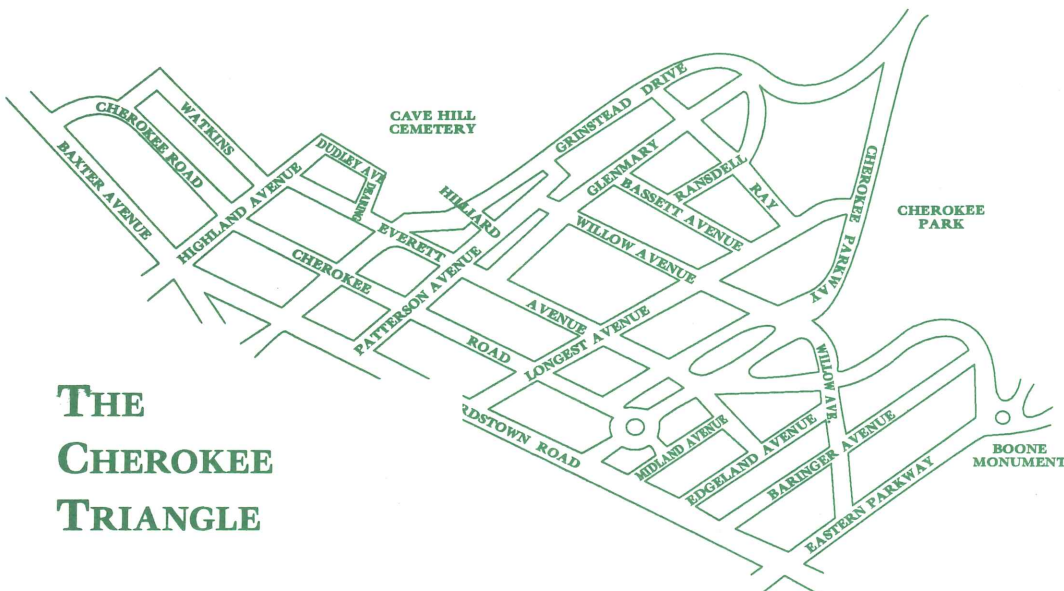 CHEROKEE ROAD
WATKINS
BAXTER AVENUE
HIGHLAND AVENUE
DUDLEY AVE
DEARING
CAVE HILL
CEMETERY
HILLIARD
EVERETT
AVENUE
CHEROKEE
ROAD
PATTERSON AVENUE
GRINSTEAD DRIVE
GLENMARY
BASSETT AVENUE
RANSDELL
RAY
WILLOW AVENUE
LONGEST AVENUE
CHEROKEE PARKWAY
CHEROKEE
PARK
WILLOW AVE.
RDSTOWN ROAD
MIDLAND AVENUE
EDGELAND AVENUE
BARINGER AVENUE
EASTERN PARKWAY
BOONE
MONUMENT
THE
CHEROKEE
TRIANGLE